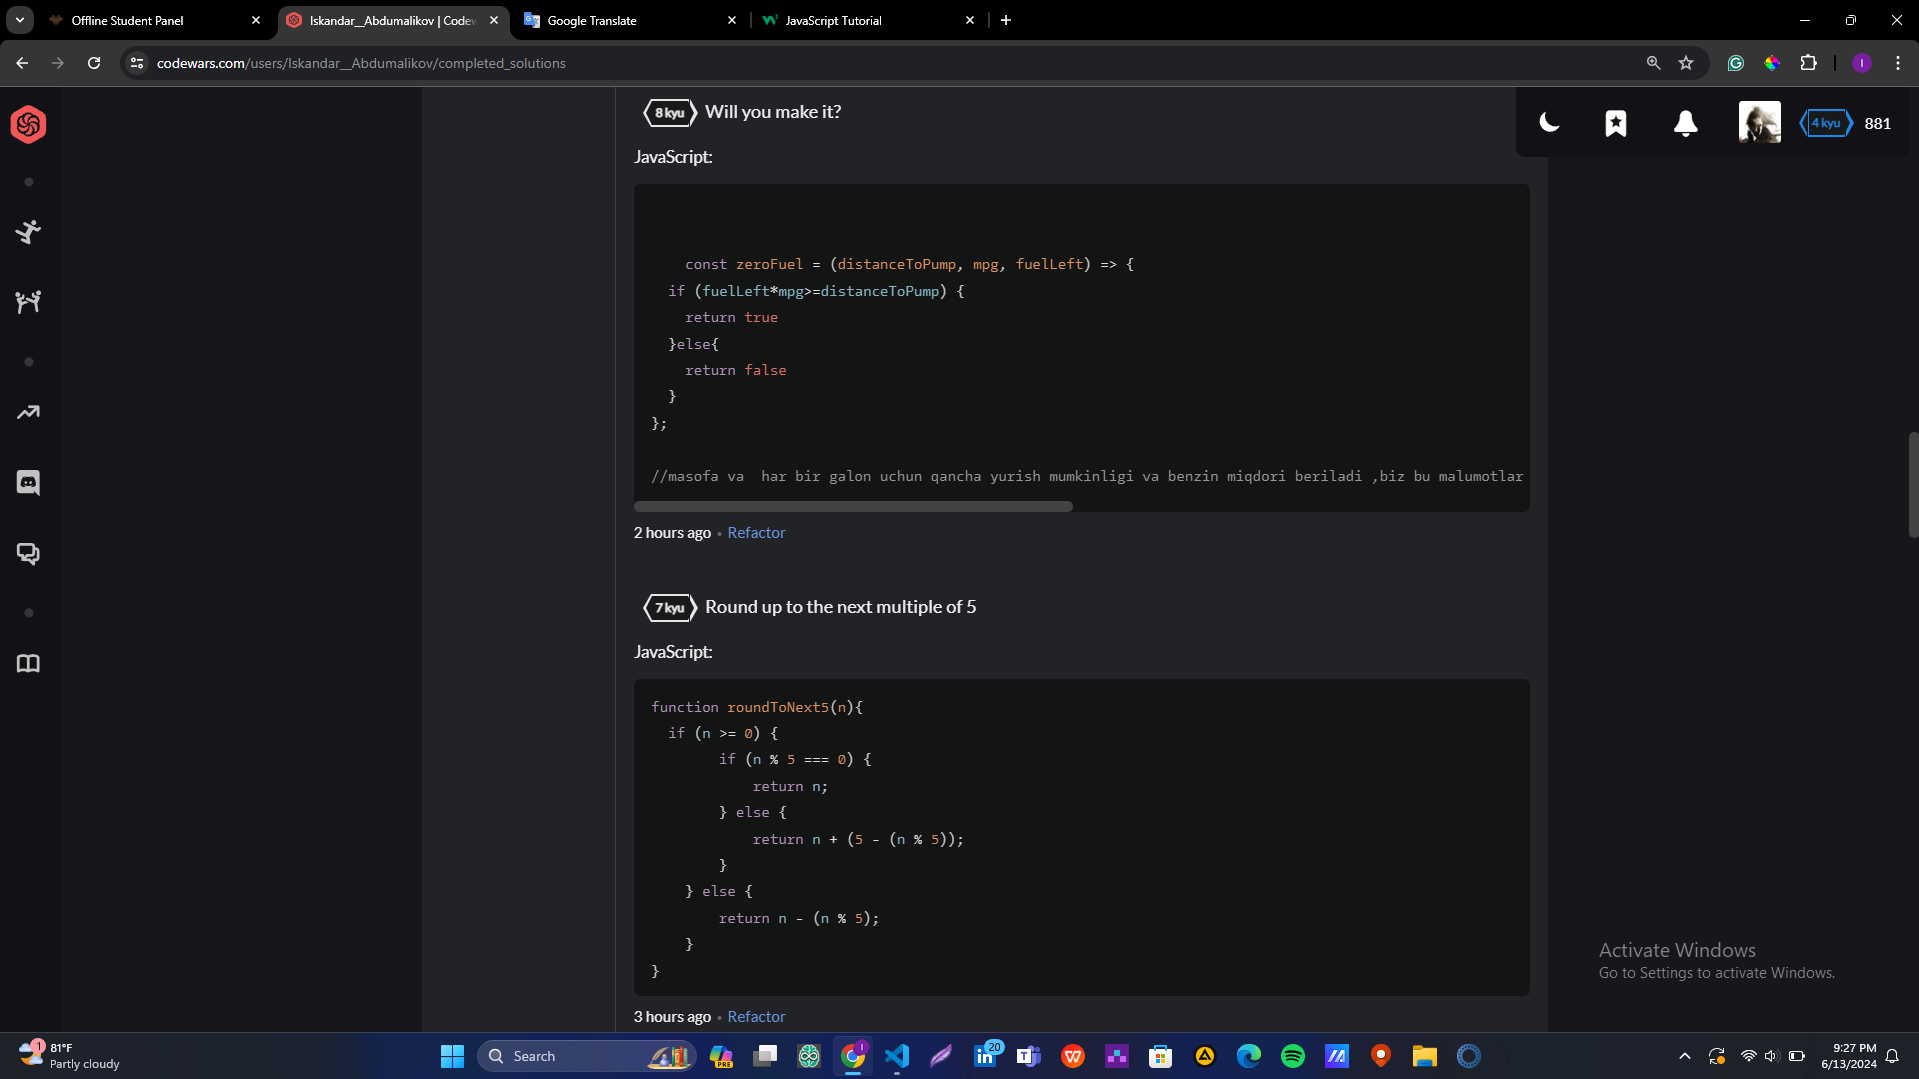 Offline Student Panel
Iskandar__Abdumalikov | Codew
Google Translate
JavaScript Tutorial
codewars.com/users/Iskandar__Abdumalikov/completed_solutions
I
8 kyu Will you make it?
4 kyu 881
JavaScript:
const zeroFuel = (distanceToPump, mpg, fuelLeft) => {
if (fuelLeft*mpg>=distanceToPump) {
return true
}else{
return false
}
};
//masofa va  har bir galon uchun qancha yurish mumkinligi va benzin miqdori beriladi ,biz bu malumotlar
2 hours ago • Refactor
7 kyu Round up to the next multiple of 5
JavaScript:
function roundToNext5(n){
if (n >= 0) {
if (n % 5 === 0) {
return n;
} else {
return n + (5 - (n % 5));
}
} else {
return n - (n % 5);
}
}
3 hours ago • Refactor
Activate Windows
Go to Settings to activate Windows.
1
81°F
Partly cloudy
Search
PRE
I
20
9:27 PM
6/13/2024